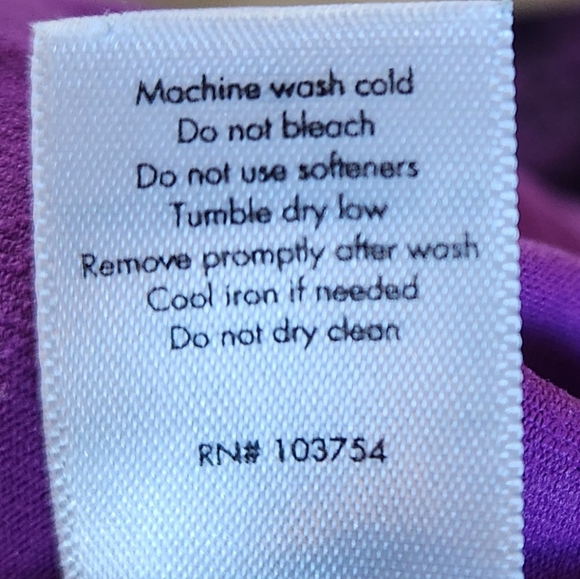 Machine wash cold
Do not bleach
Do not use softeners
Tumble dry low
Remove promptly after wash
Cool iron if needed
Do not dry clean
RN# 103754